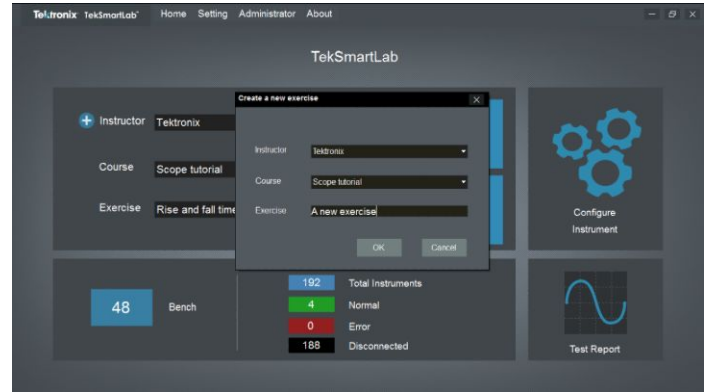 Tektronix TekSmartLab™ Home Setting Administrator About
TekSmartLab
Create a new exercise
Instructor Tektronix
Course Scope tutorial
Exercise Rise and fall time
Instructor Tektronix
Course Scope tutorial
Exercise A new exercise
OK Cancel
Configure
Instrument
48 Bench
192 Total Instruments
4 Normal
0 Error
188 Disconnected
Test Report